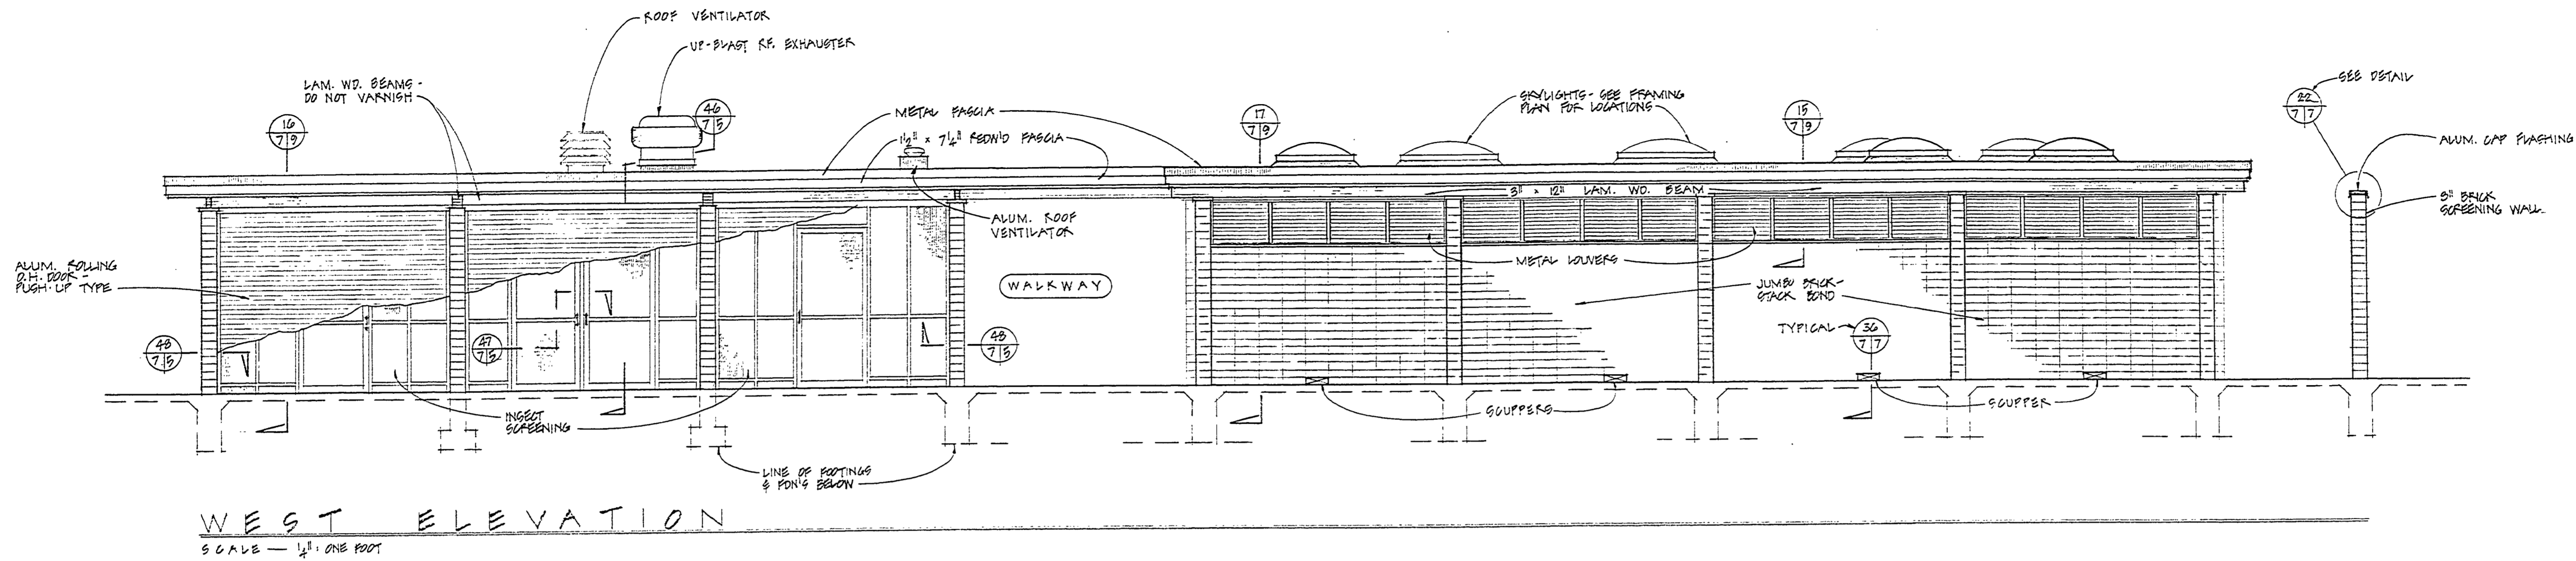 ROOF VENTILATOR
UP-BLAST RF. EXHAUSTER
LAM. WD. BEAMS -
DO NOT VARNISH
16
7 9
46
7 5
METAL FASCIA
1½" x 7¼" REDW'D FASCIA
17
7 9
SKYLIGHTS - SEE FRAMING
PLAN FOR LOCATIONS
15
7 9
SEE DETAIL
22
7 7
ALUM. CAP FLASHING
8" BRICK
SCREENING WALL
3" x 12" LAM. WD. BEAM
ALUM. ROOF
VENTILATOR
METAL LOUVERS
ALUM. ROLLING
O.H. DOOR -
PUSH-UP TYPE
WALKWAY
JUMBO BRICK-
STACK BOND
TYPICAL
36
7 7
48
7 5
47
7 5
48
7 5
INSECT
SCREENING
SCUPPERS
SCUPPER
LINE OF FOOTINGS
& FDN'S BELOW
WEST ELEVATION
SCALE — ¼" : ONE FOOT